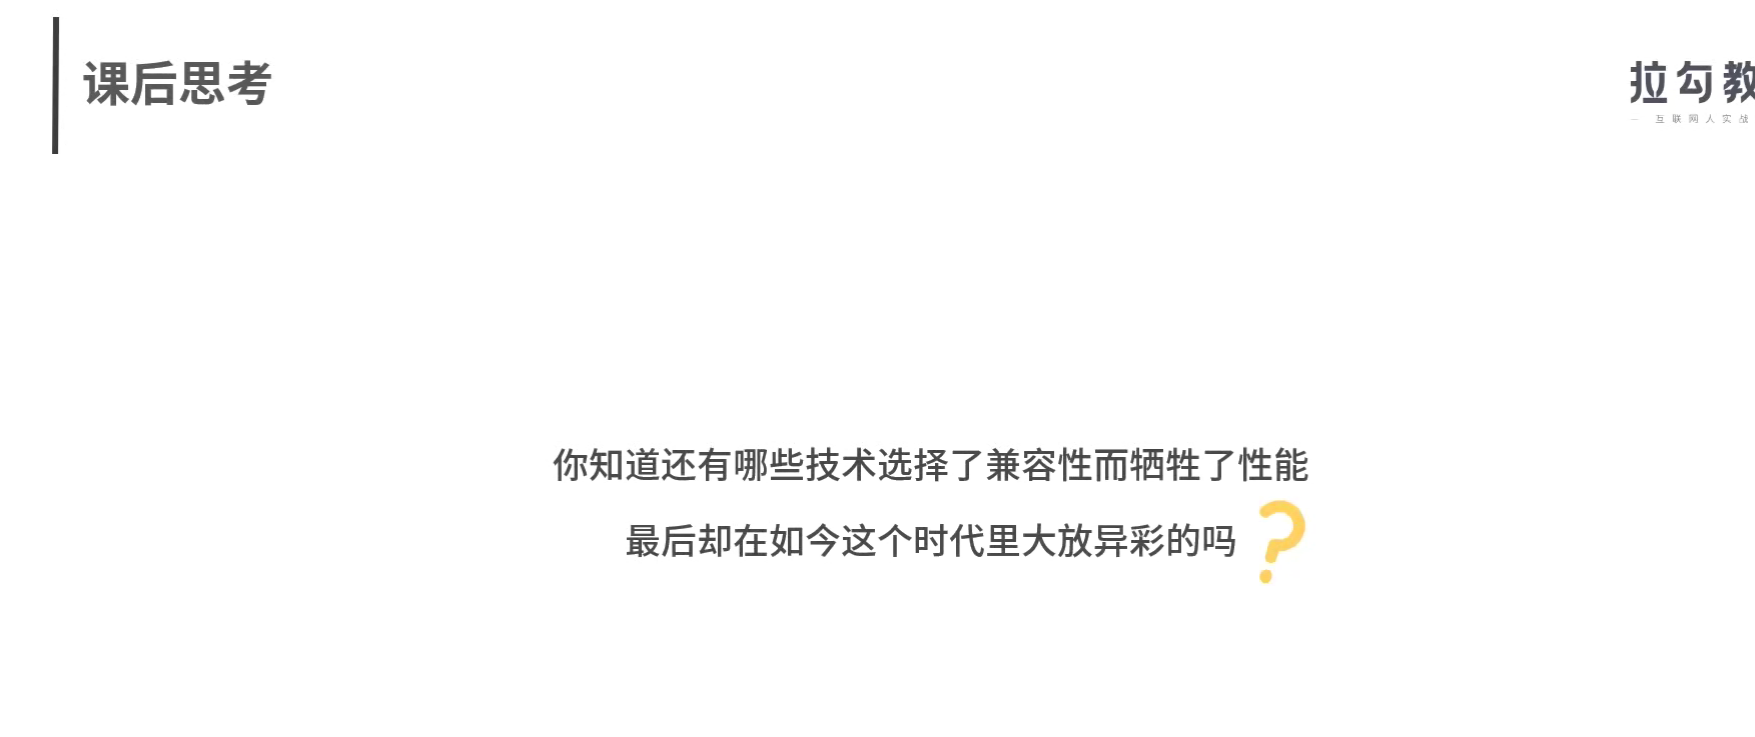 课后思考
拉勾教
— 互联网人实战
你知道还有哪些技术选择了兼容性而牺牲了性能
最后却在如今这个时代里大放异彩的吗?